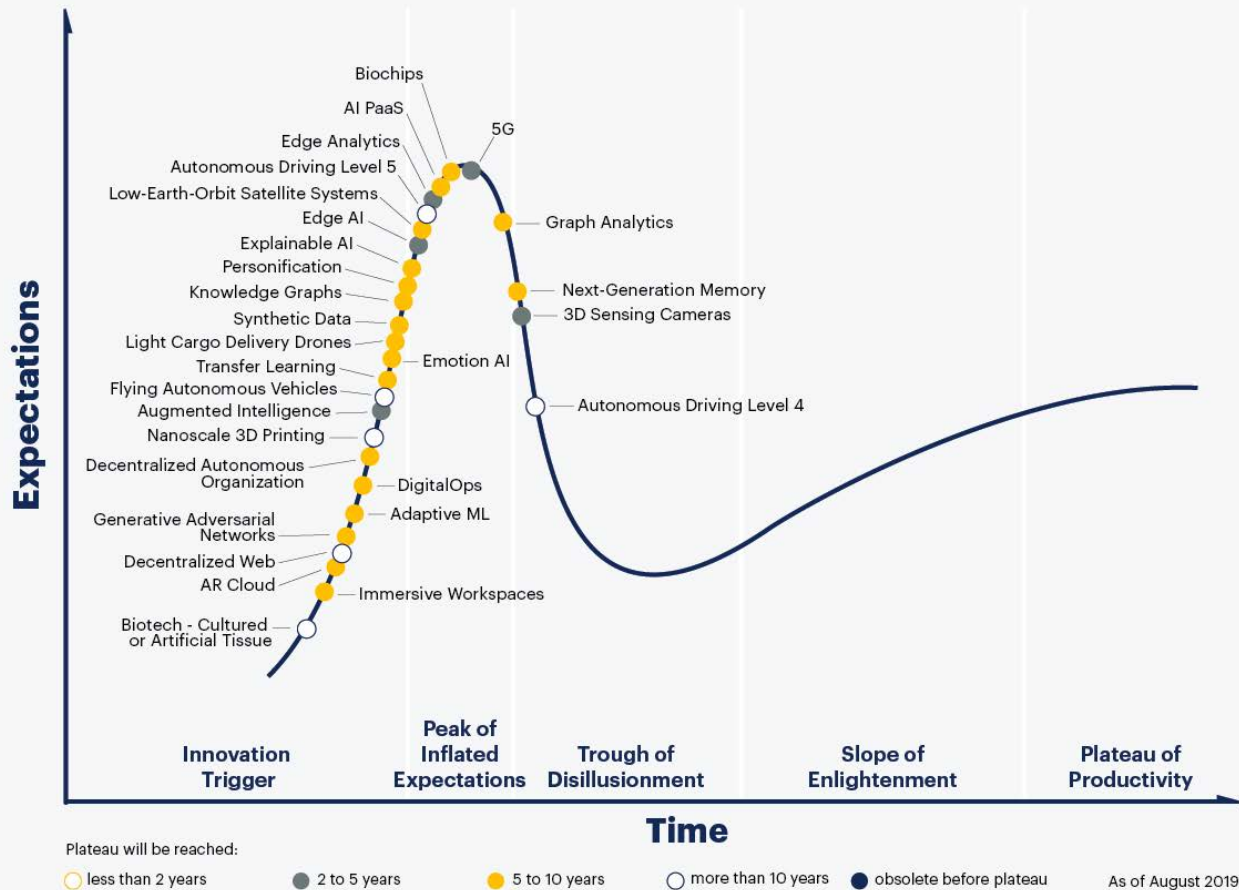 Biochips
AI PaaS
5G
Edge Analytics
Autonomous Driving Level 5
Low-Earth-Orbit Satellite Systems
Edge AI
Graph Analytics
Explainable AI
Personification
Knowledge Graphs
Next-Generation Memory
3D Sensing Cameras
Synthetic Data
Light Cargo Delivery Drones
Emotion AI
Transfer Learning
Flying Autonomous Vehicles
Autonomous Driving Level 4
Augmented Intelligence
Nanoscale 3D Printing
Decentralized Autonomous
Organization
DigitalOps
Adaptive ML
Generative Adversarial
Networks
Decentralized Web
AR Cloud
Immersive Workspaces
Biotech - Cultured
or Artificial Tissue
Expectations
Innovation
Trigger
Peak of
Inflated
Expectations
Trough of
Disillusionment
Slope of
Enlightenment
Plateau of
Productivity
Time
Plateau will be reached:
less than 2 years
2 to 5 years
5 to 10 years
more than 10 years
obsolete before plateau
As of August 2019